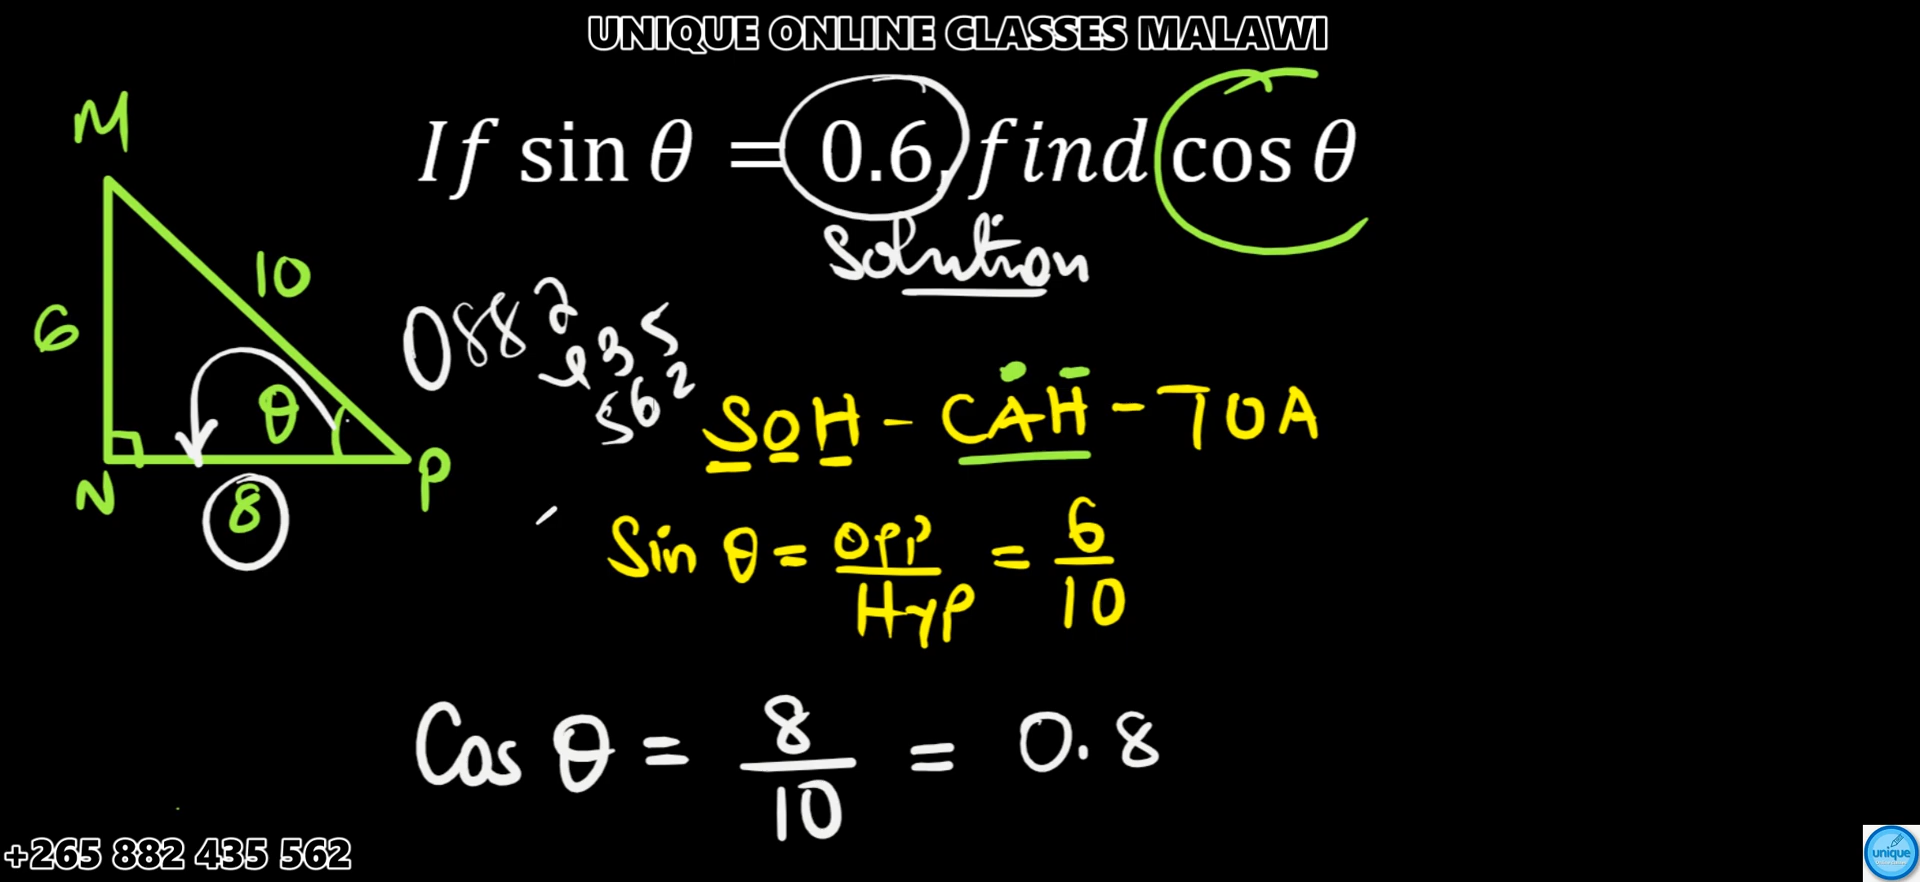 UNIQUE ONLINE CLASSES MALAWI
M
If sin θ = 0.6, find cos θ
Solution
10
6
0882
435
562
θ
N
8
P
SOH - CAH - TOA
Sin θ = opp/Hyp = 6/10
Cos θ = 8/10 = 0.8
+265 882 435 562
unique